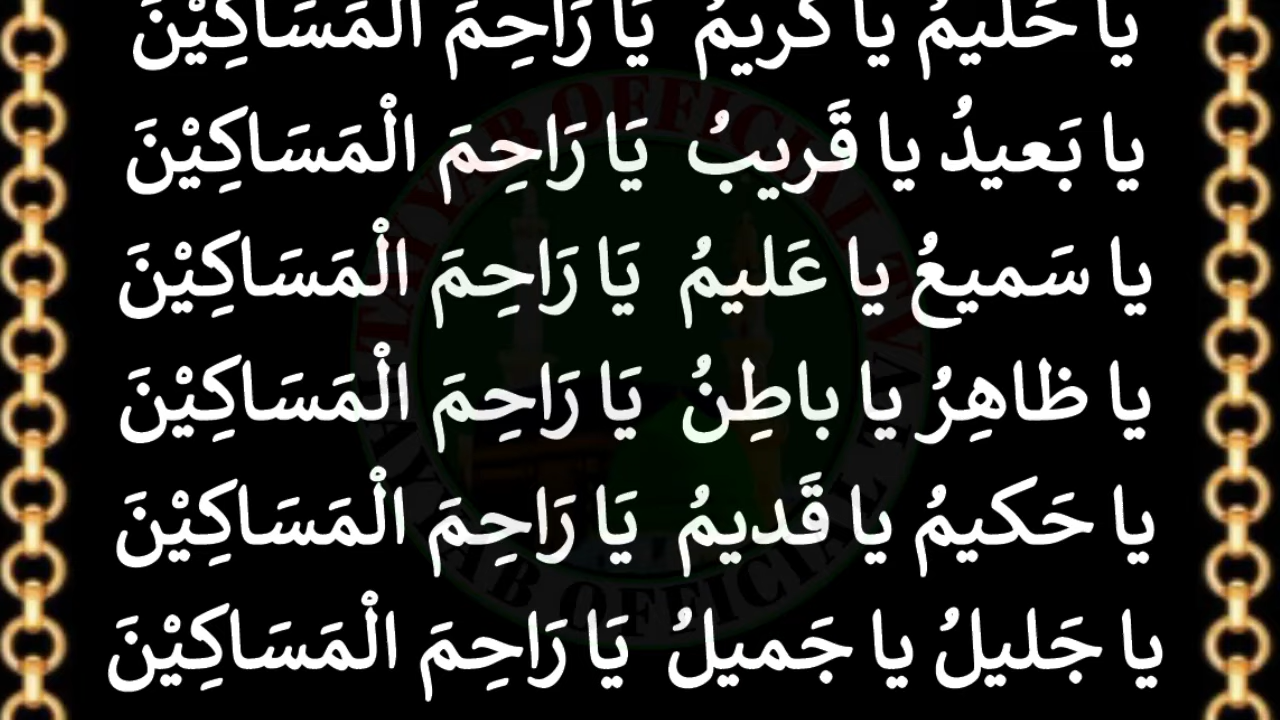 يا حَليمُ يا كَريمُ يَا رَاحِمَ الْمَسَاكِيْنَ
يا بَعيدُ يا قَريبُ يَا رَاحِمَ الْمَسَاكِيْنَ
يا سَميعُ يا عَليمُ يَا رَاحِمَ الْمَسَاكِيْنَ
يا ظاهِرُ يا باطِنُ يَا رَاحِمَ الْمَسَاكِيْنَ
يا حَكيمُ يا قَديمُ يَا رَاحِمَ الْمَسَاكِيْنَ
يا جَليلُ يا جَميلُ يَا رَاحِمَ الْمَسَاكِيْنَ